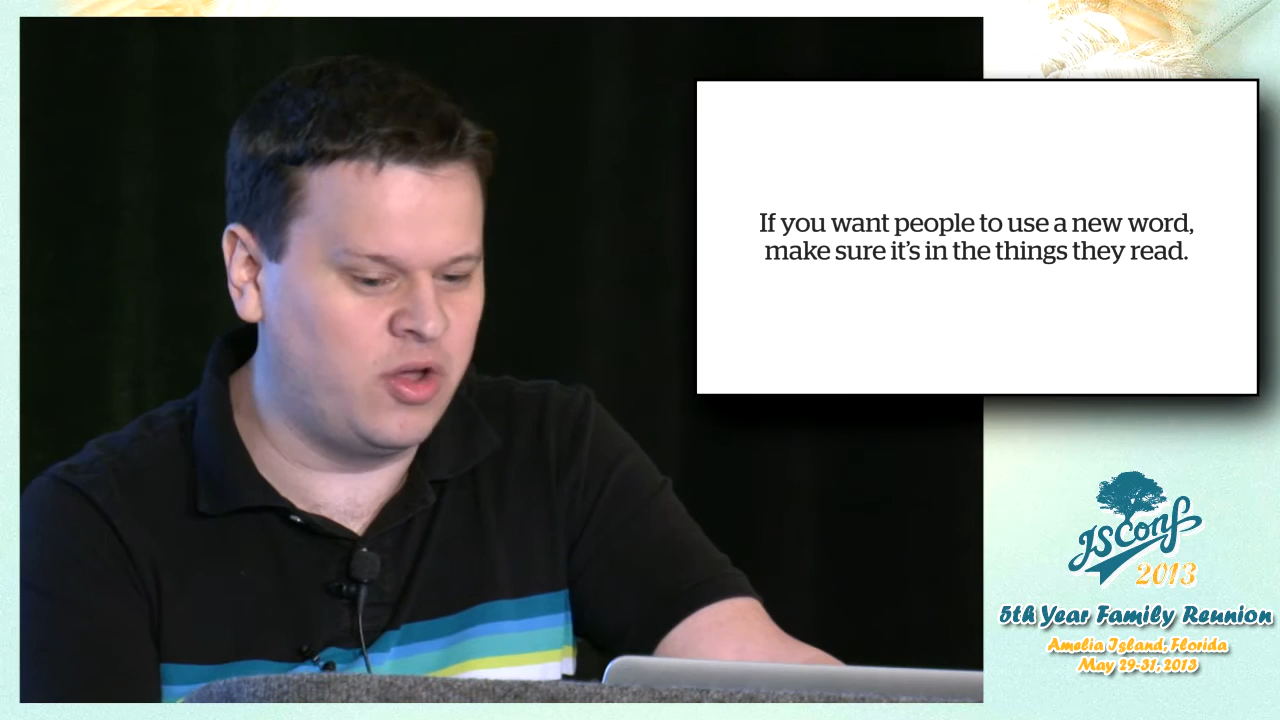 If you want people to use a new word,
make sure it's in the things they read.
JSConf
2013
5th Year Family Reunion
Amelia Island, Florida
May 29-31, 2013